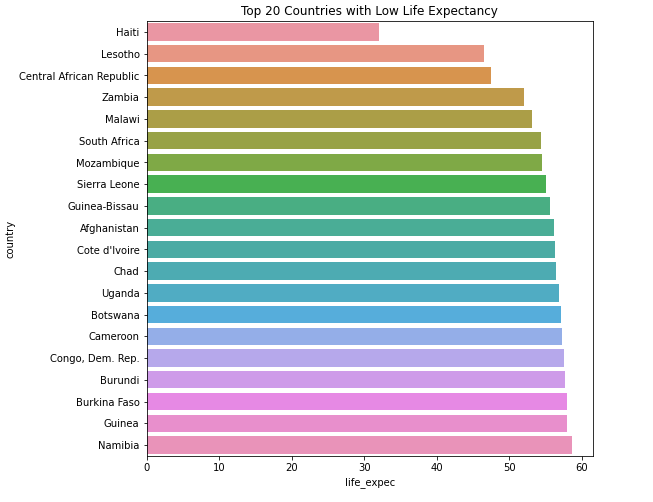 Top 20 Countries with Low Life Expectancy
country
Haiti
Lesotho
Central African Republic
Zambia
Malawi
South Africa
Mozambique
Sierra Leone
Guinea-Bissau
Afghanistan
Cote d'Ivoire
Chad
Uganda
Botswana
Cameroon
Congo, Dem. Rep.
Burundi
Burkina Faso
Guinea
Namibia
0 10 20 30 40 50 60
life_expec